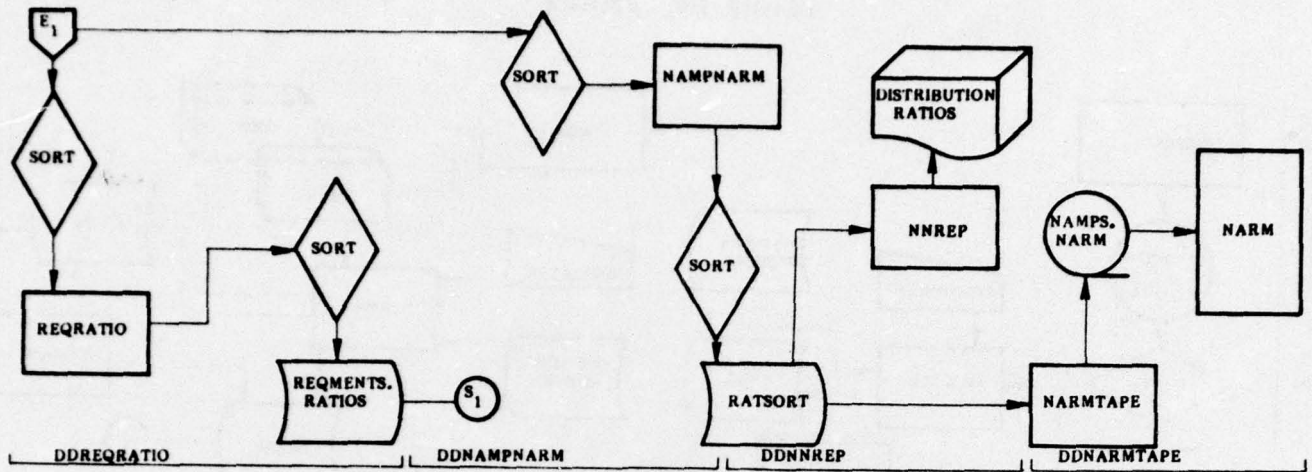 E1
SORT
REQRATIO
SORT
REQMENTS.
RATIOS
S1
SORT
NAMPNARM
SORT
RATSORT
DISTRIBUTION
RATIOS
NNREP
NAMPS.
NARM
NARMTAPE
NARM
DDREQRATIO
DDNAMPNARM
DDNNREP
DDNARMTAPE